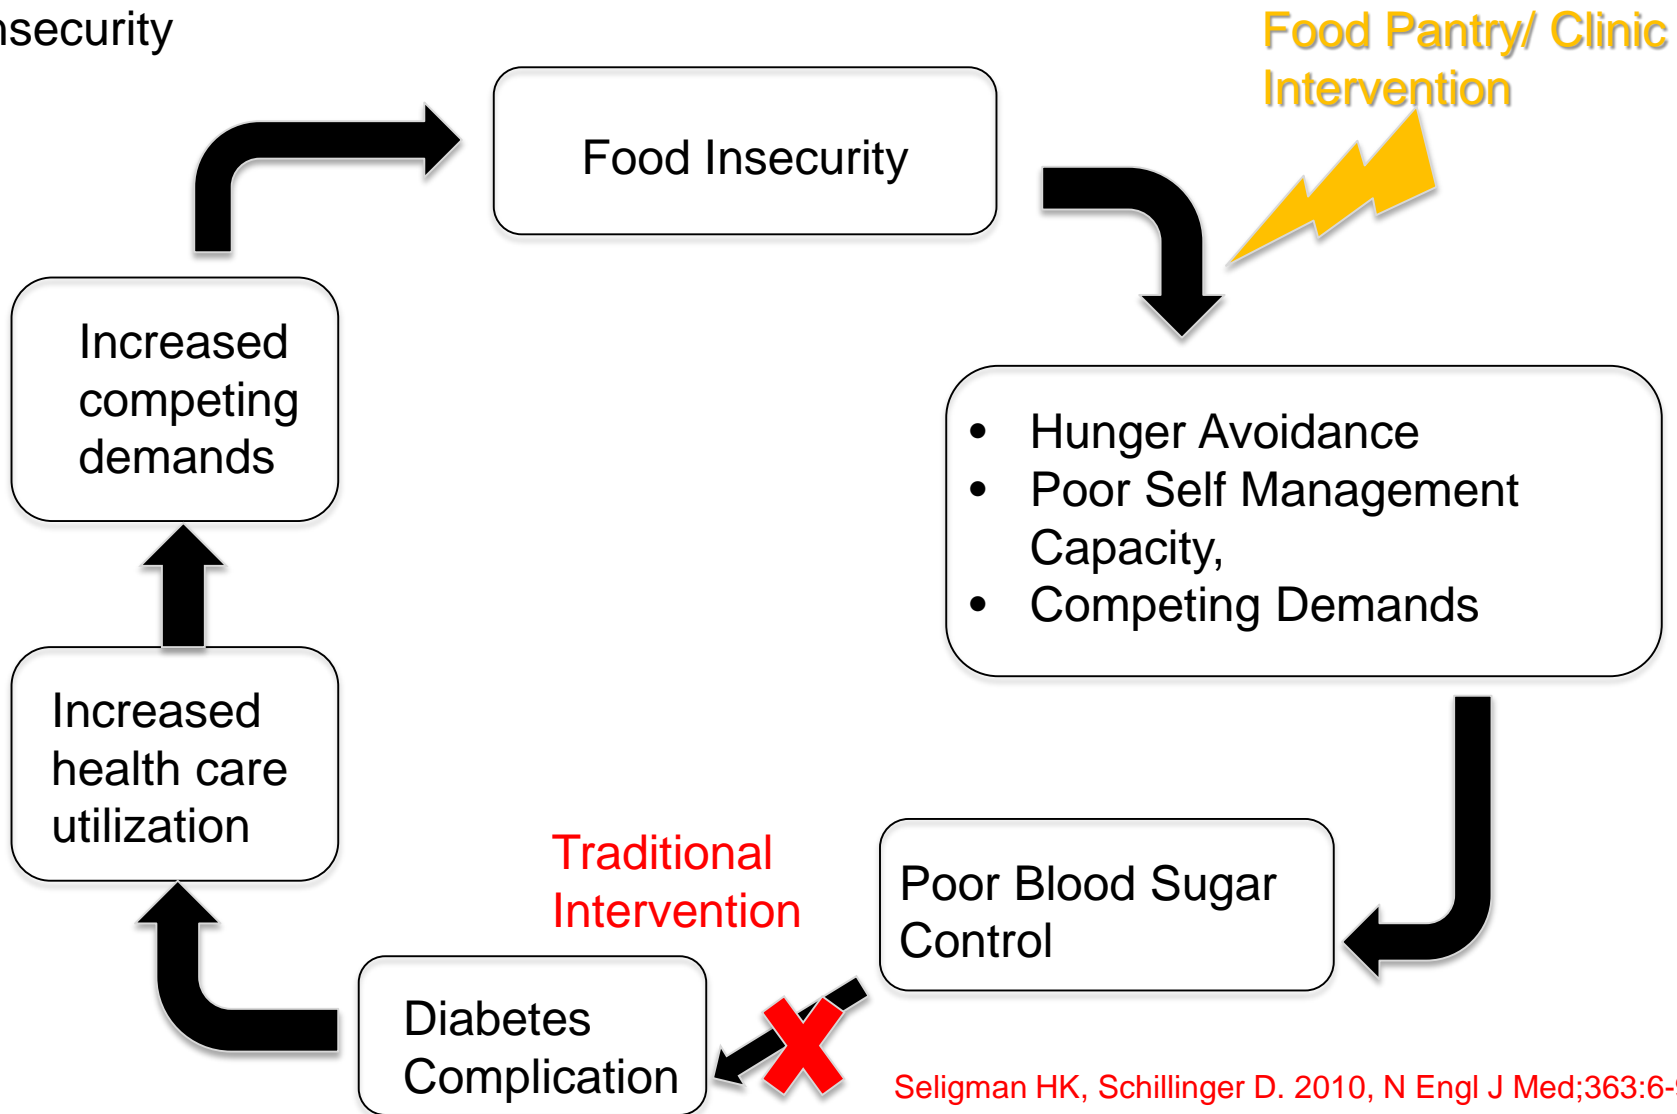 nsecurity
Food Pantry/ Clinic
Intervention
Food Insecurity
Increased
competing
demands
• Hunger Avoidance
• Poor Self Management
Capacity,
• Competing Demands
Increased
health care
utilization
Traditional
Intervention
Poor Blood Sugar
Control
Diabetes
Complication
Seligman HK, Schillinger D. 2010, N Engl J Med;363:6-